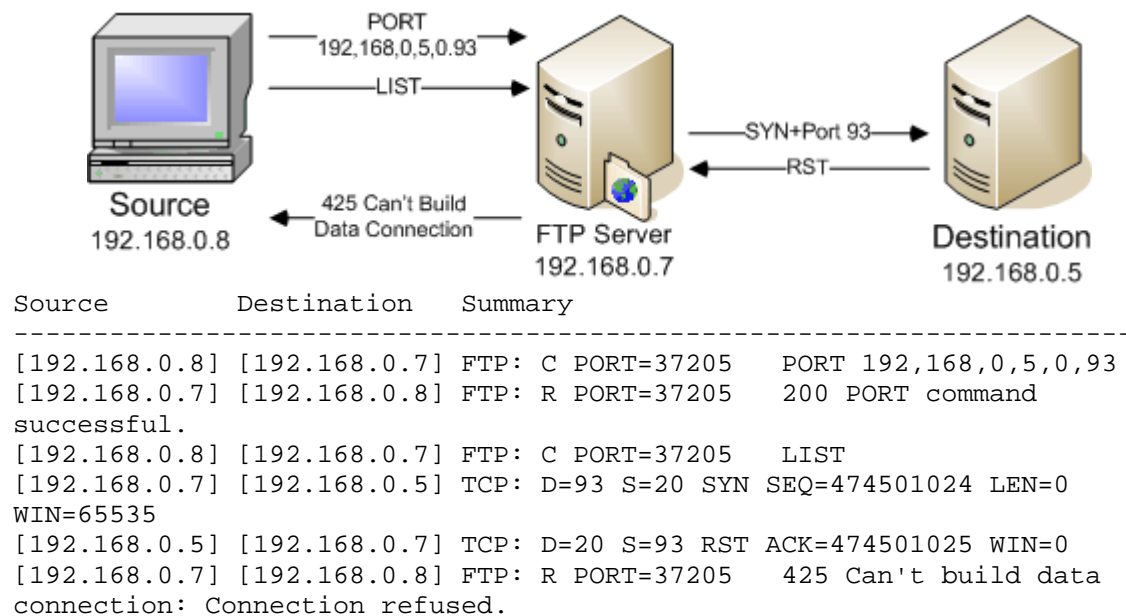 PORT
192,168,0,5,0.93
LIST
SYN+Port 93
RST
425 Can't Build
Data Connection
Source
192.168.0.8
FTP Server
192.168.0.7
Destination
192.168.0.5
Source Destination Summary
----------------------------------------------------------------------
[192.168.0.8] [192.168.0.7] FTP: C PORT=37205 PORT 192,168,0,5,0,93
[192.168.0.7] [192.168.0.8] FTP: R PORT=37205 200 PORT command
successful.
[192.168.0.8] [192.168.0.7] FTP: C PORT=37205 LIST
[192.168.0.7] [192.168.0.5] TCP: D=93 S=20 SYN SEQ=474501024 LEN=0
WIN=65535
[192.168.0.5] [192.168.0.7] TCP: D=20 S=93 RST ACK=474501025 WIN=0
[192.168.0.7] [192.168.0.8] FTP: R PORT=37205 425 Can't build data
connection: Connection refused.